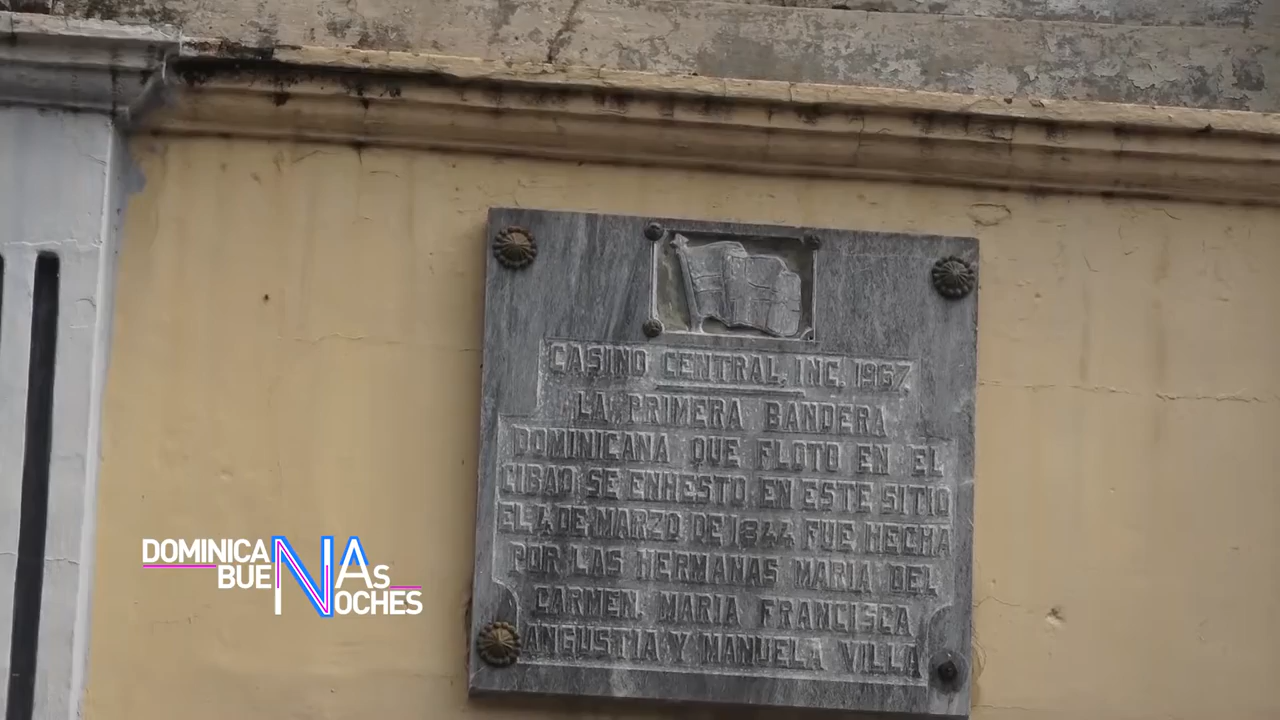 CASINO CENTRAL, INC. 1967.
LA PRIMERA BANDERA
DOMINICANA QUE FLOTO EN EL
CIBAO SE ENHESTO EN ESTE SITIO
EL 4 DE MARZO DE 1844 FUE HECHA
POR LAS HERMANAS MARIA DEL
CARMEN, MARIA FRANCISCA
ANGUSTIA Y MANUELA VILLA
DOMINICANA
BUENAS
NOCHES